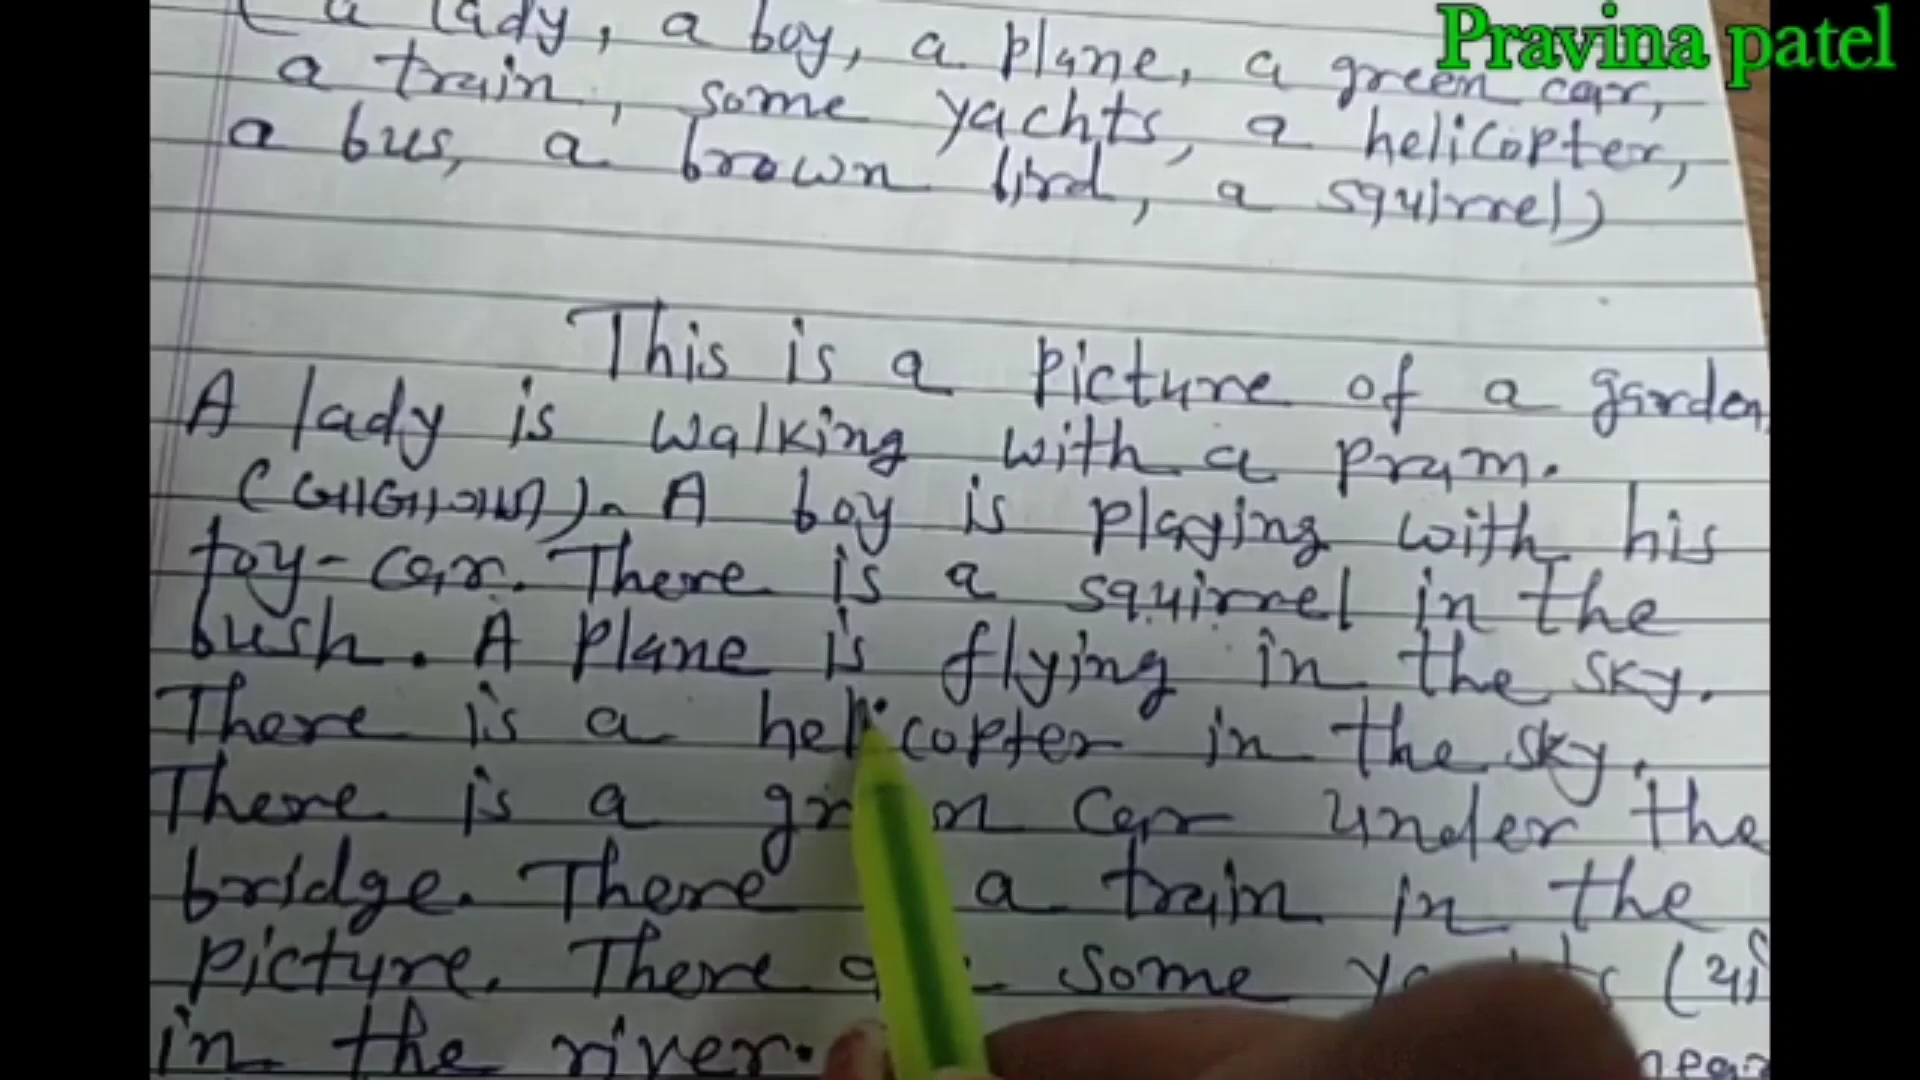 Pravina patel
( a lady, a boy, a plane, a green car,
a train, some yachts, a helicopter,
a bus, a brown bird, a squirrel)
This is a picture of a garden.
A lady is walking with a pram.
(બાબાગાડી). A boy is playing with his
toy-car. There is a squirrel in the
bush. A plane is flying in the sky.
There is a helicopter in the sky.
There is a green car under the
bridge. There a train in the
picture. There some (યાં
in the river.